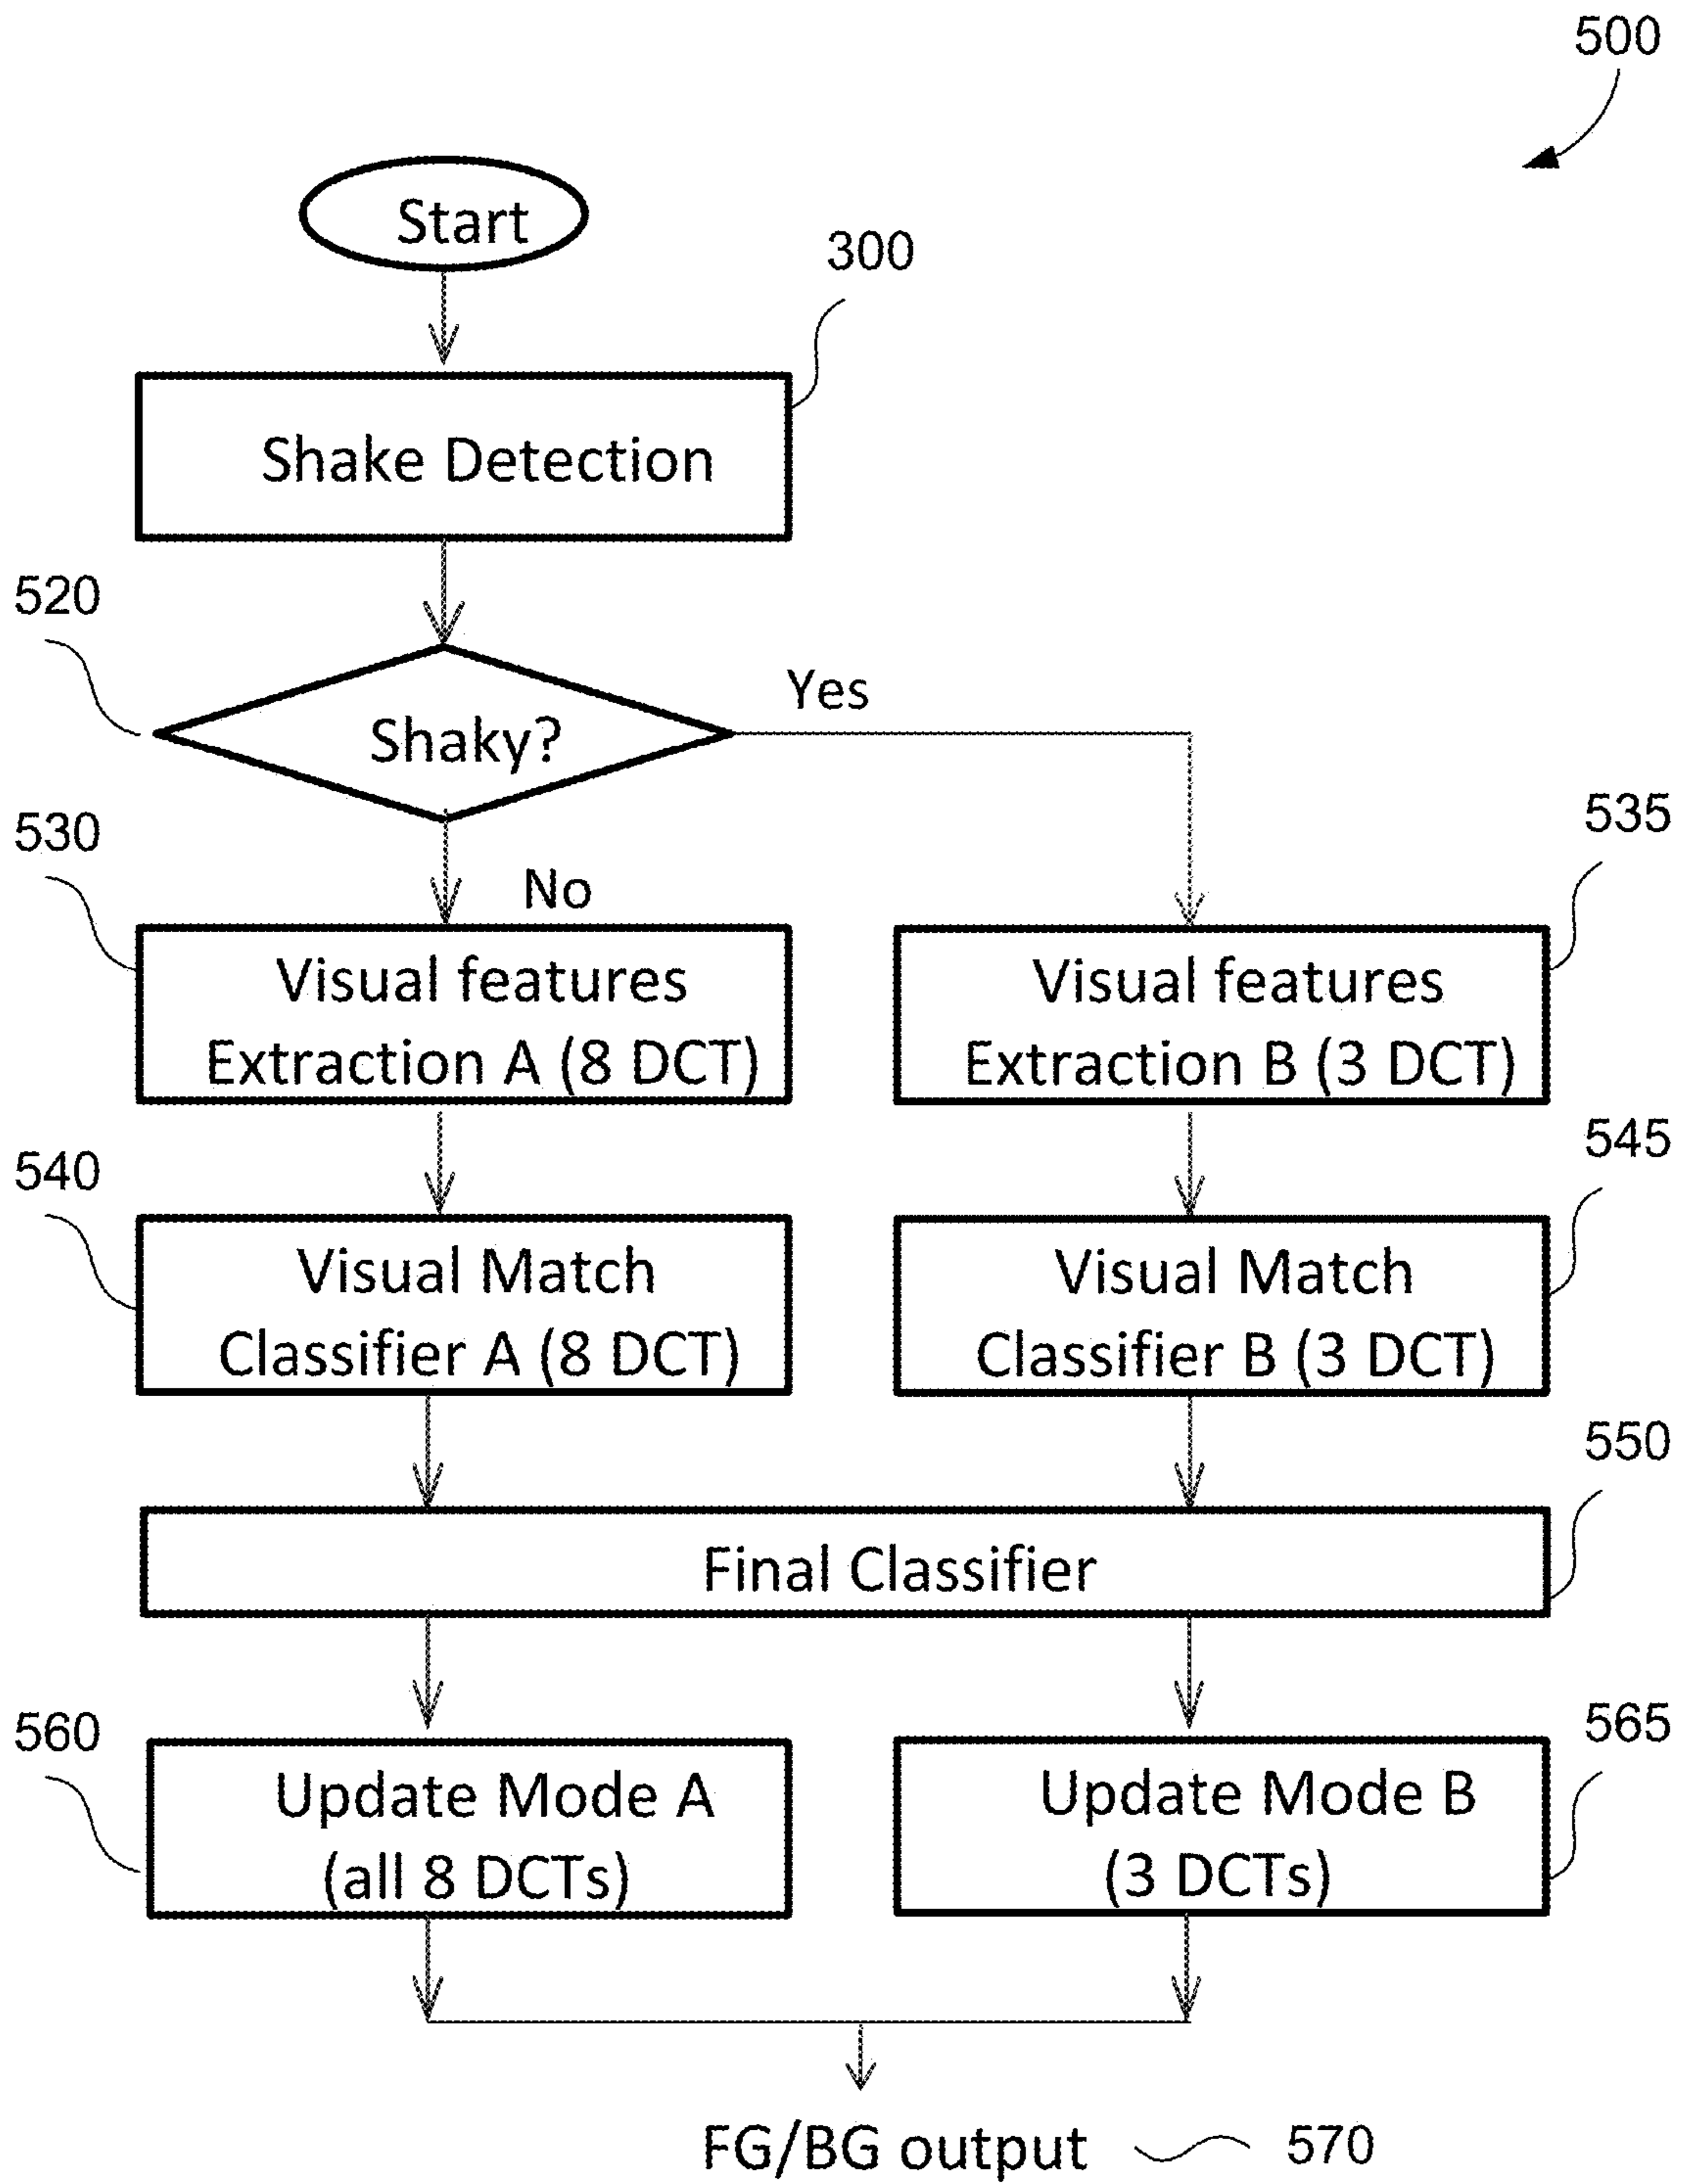 500
Start
300
Shake Detection
520
Yes
Shaky?
530
535
No
Visual features
Extraction A (8 DCT)
Visual features
Extraction B (3 DCT)
540
545
Visual Match
Classifier A (8 DCT)
Visual Match
Classifier B (3 DCT)
550
Final Classifier
560
565
Update Mode A
(all 8 DCTs)
Update Mode B
(3 DCTs)
FG/BG output
570